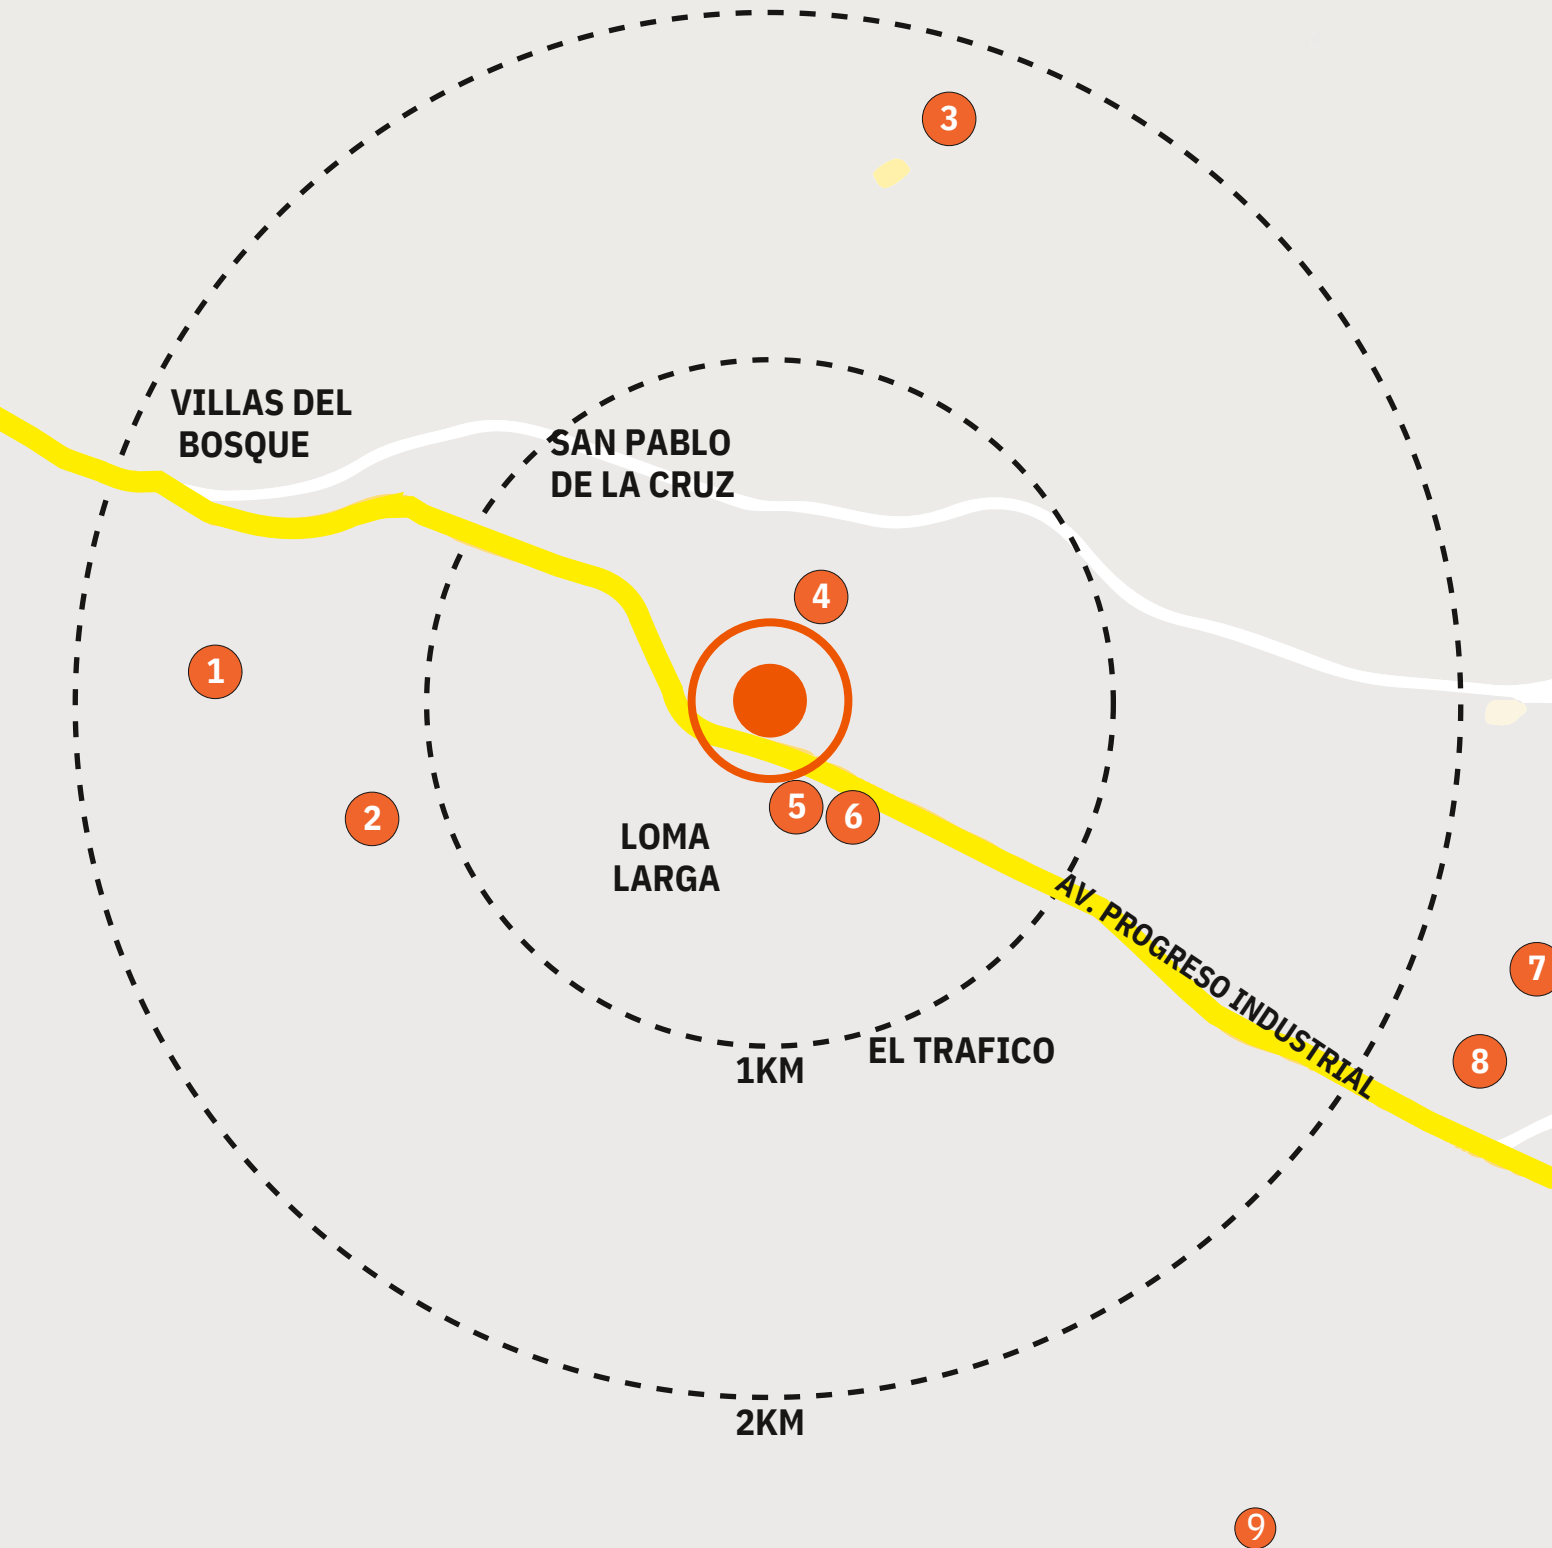 3
VILLAS DEL
BOSQUE
SAN PABLO
DE LA CRUZ
4
1
2
5
6
LOMA
LARGA
AV. PROGRESO INDUSTRIAL
7
EL TRAFICO
8
1KM
2KM
9